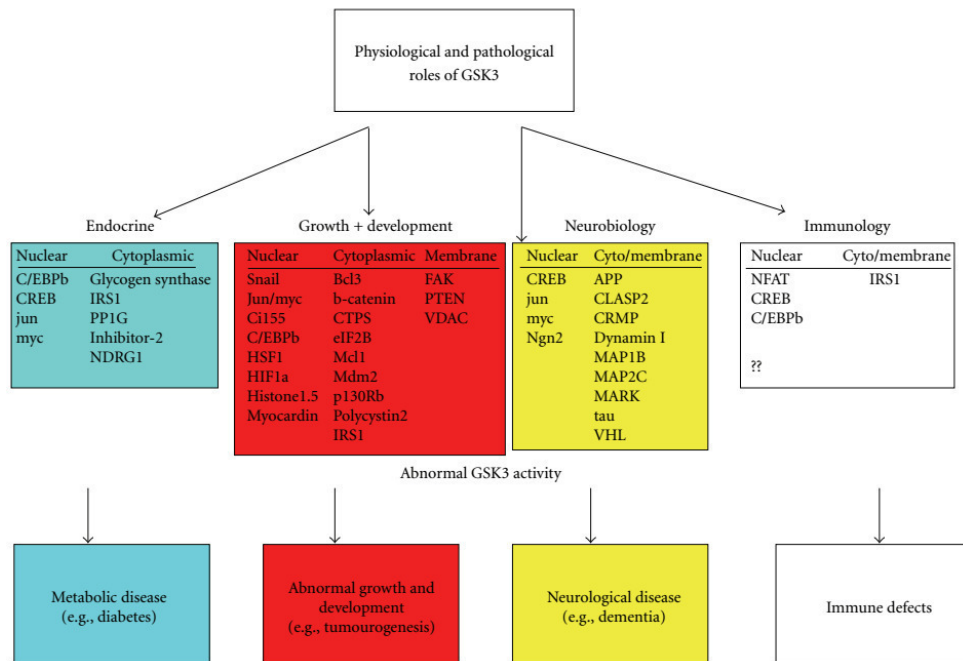 Physiological and pathological
roles of GSK3
Endocrine
Growth + development
Neurobiology
Immunology
Nuclear Cytoplasmic
C/EBPb Glycogen synthase
CREB IRS1
jun PP1G
myc Inhibitor-2
NDRG1
Nuclear Cytoplasmic Membrane
Snail Bcl3 FAK
Jun/myc b-catenin PTEN
Ci155 CTPS VDAC
C/EBPb eIF2B
HSF1 Mcl1
HIF1a Mdm2
Histone1.5 p130Rb
Myocardin Polycystin2
IRS1
Nuclear Cyto/membrane
CREB APP
jun CLASP2
myc CRMP
Ngn2 Dynamin I
MAP1B
MAP2C
MARK
tau
VHL
Nuclear Cyto/membrane
NFAT IRS1
CREB
C/EBPb
??
Abnormal GSK3 activity
Metabolic disease
(e.g., diabetes)
Abnormal growth and
development
(e.g., tumourogenesis)
Neurological disease
(e.g., dementia)
Immune defects